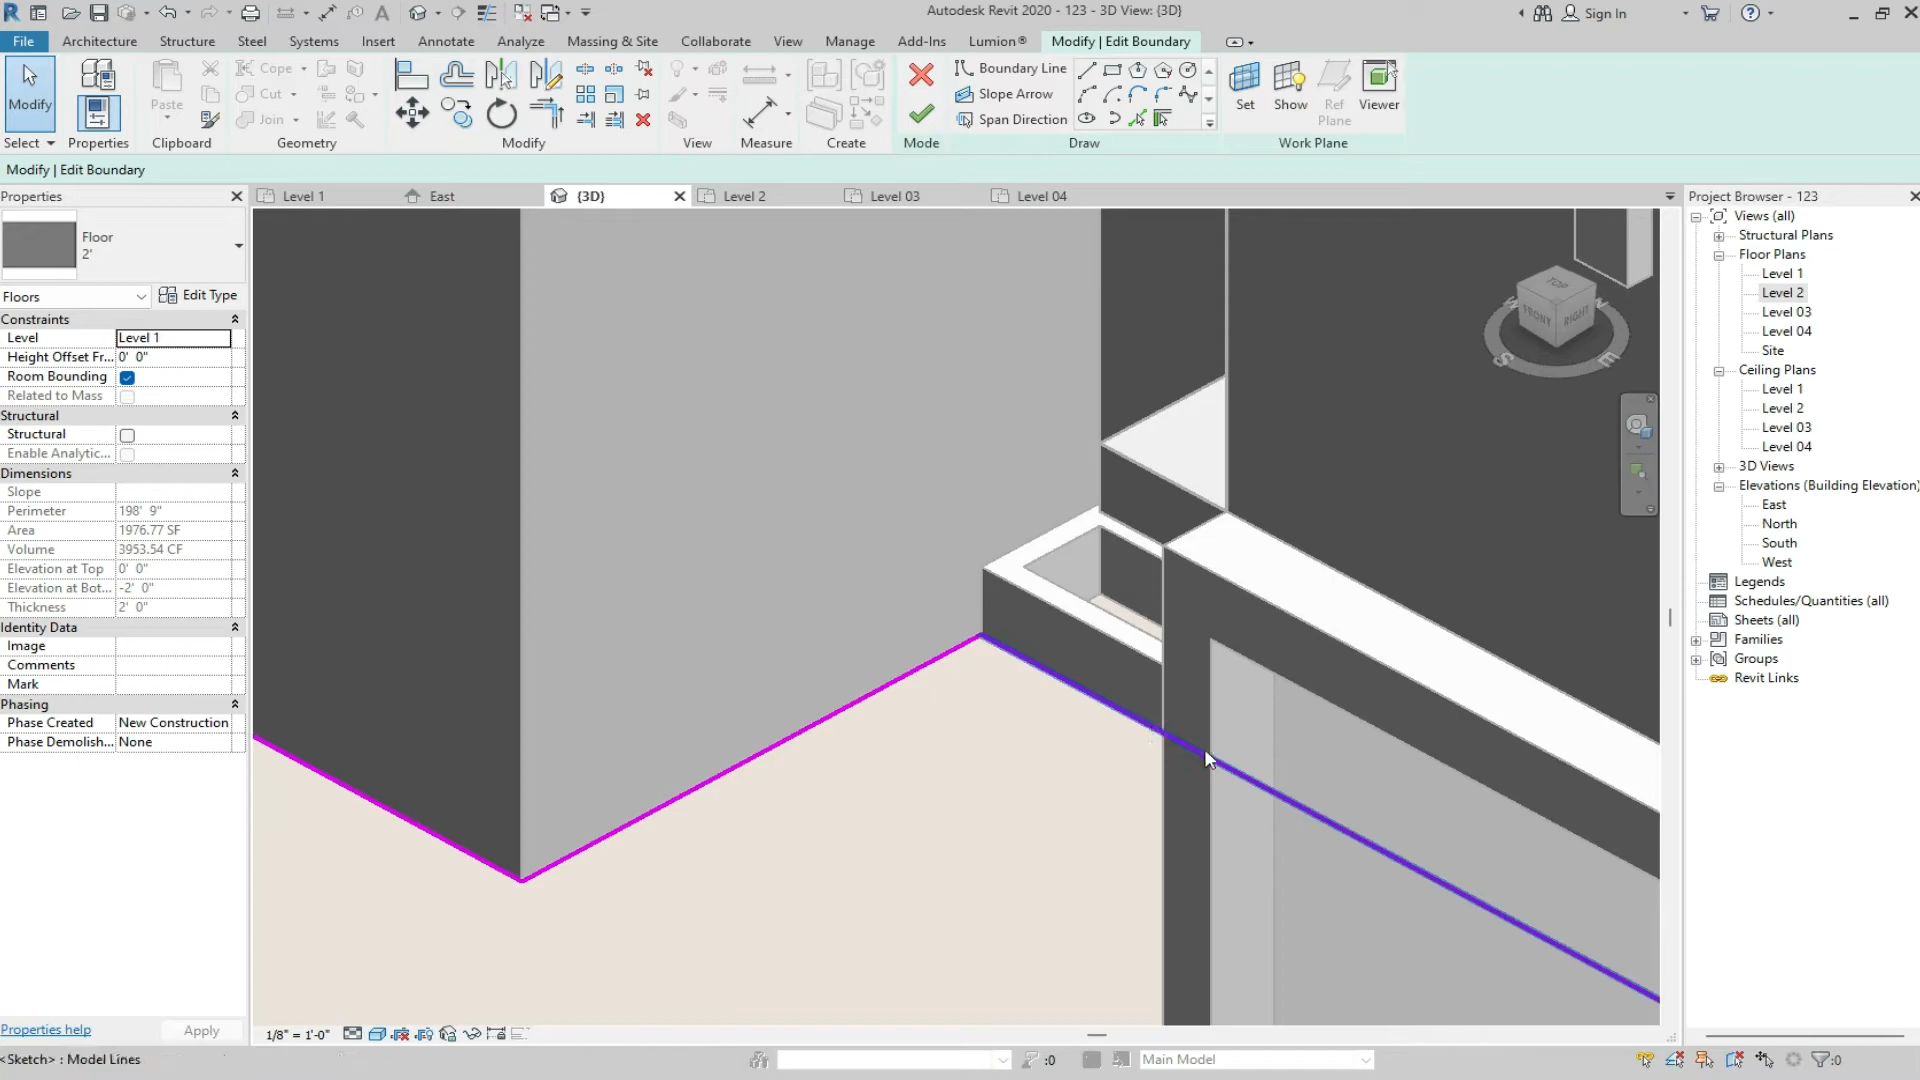 Autodesk Revit 2020 - 123 - 3D View: {3D}
Sign In
File
Architecture
Structure
Steel
Systems
Insert
Annotate
Analyze
Massing & Site
Collaborate
View
Manage
Add-Ins
Lumion®
Modify | Edit Boundary
Modify
Select
Properties
Paste
Clipboard
Cope
Cut
Join
Geometry
Modify
View
Measure
Create
Mode
Boundary Line
Slope Arrow
Span Direction
Draw
Set
Show
Ref
Plane
Viewer
Work Plane
Modify | Edit Boundary
Properties
Floor
2'
Floors
Edit Type
Constraints
Level Level 1
Height Offset Fr... 0' 0"
Room Bounding
Related to Mass
Structural
Structural
Enable Analytic...
Dimensions
Slope
Perimeter 198' 9"
Area 1976.77 SF
Volume 3953.54 CF
Elevation at Top 0' 0"
Elevation at Bot... -2' 0"
Thickness 2' 0"
Identity Data
Image
Comments
Mark
Phasing
Phase Created New Construction
Phase Demolish... None
Properties help
Apply
Level 1
East
{3D}
Level 2
Level 03
Level 04
TOP
FRONT
RIGHT
S
E
1/8" = 1'-0"
Project Browser - 123
Views (all)
Structural Plans
Floor Plans
Level 1
Level 2
Level 03
Level 04
Site
Ceiling Plans
Level 1
Level 2
Level 03
Level 04
3D Views
Elevations (Building Elevation)
East
North
South
West
Legends
Schedules/Quantities (all)
Sheets (all)
Families
Groups
Revit Links
<Sketch> : Model Lines
:0
Main Model
:0